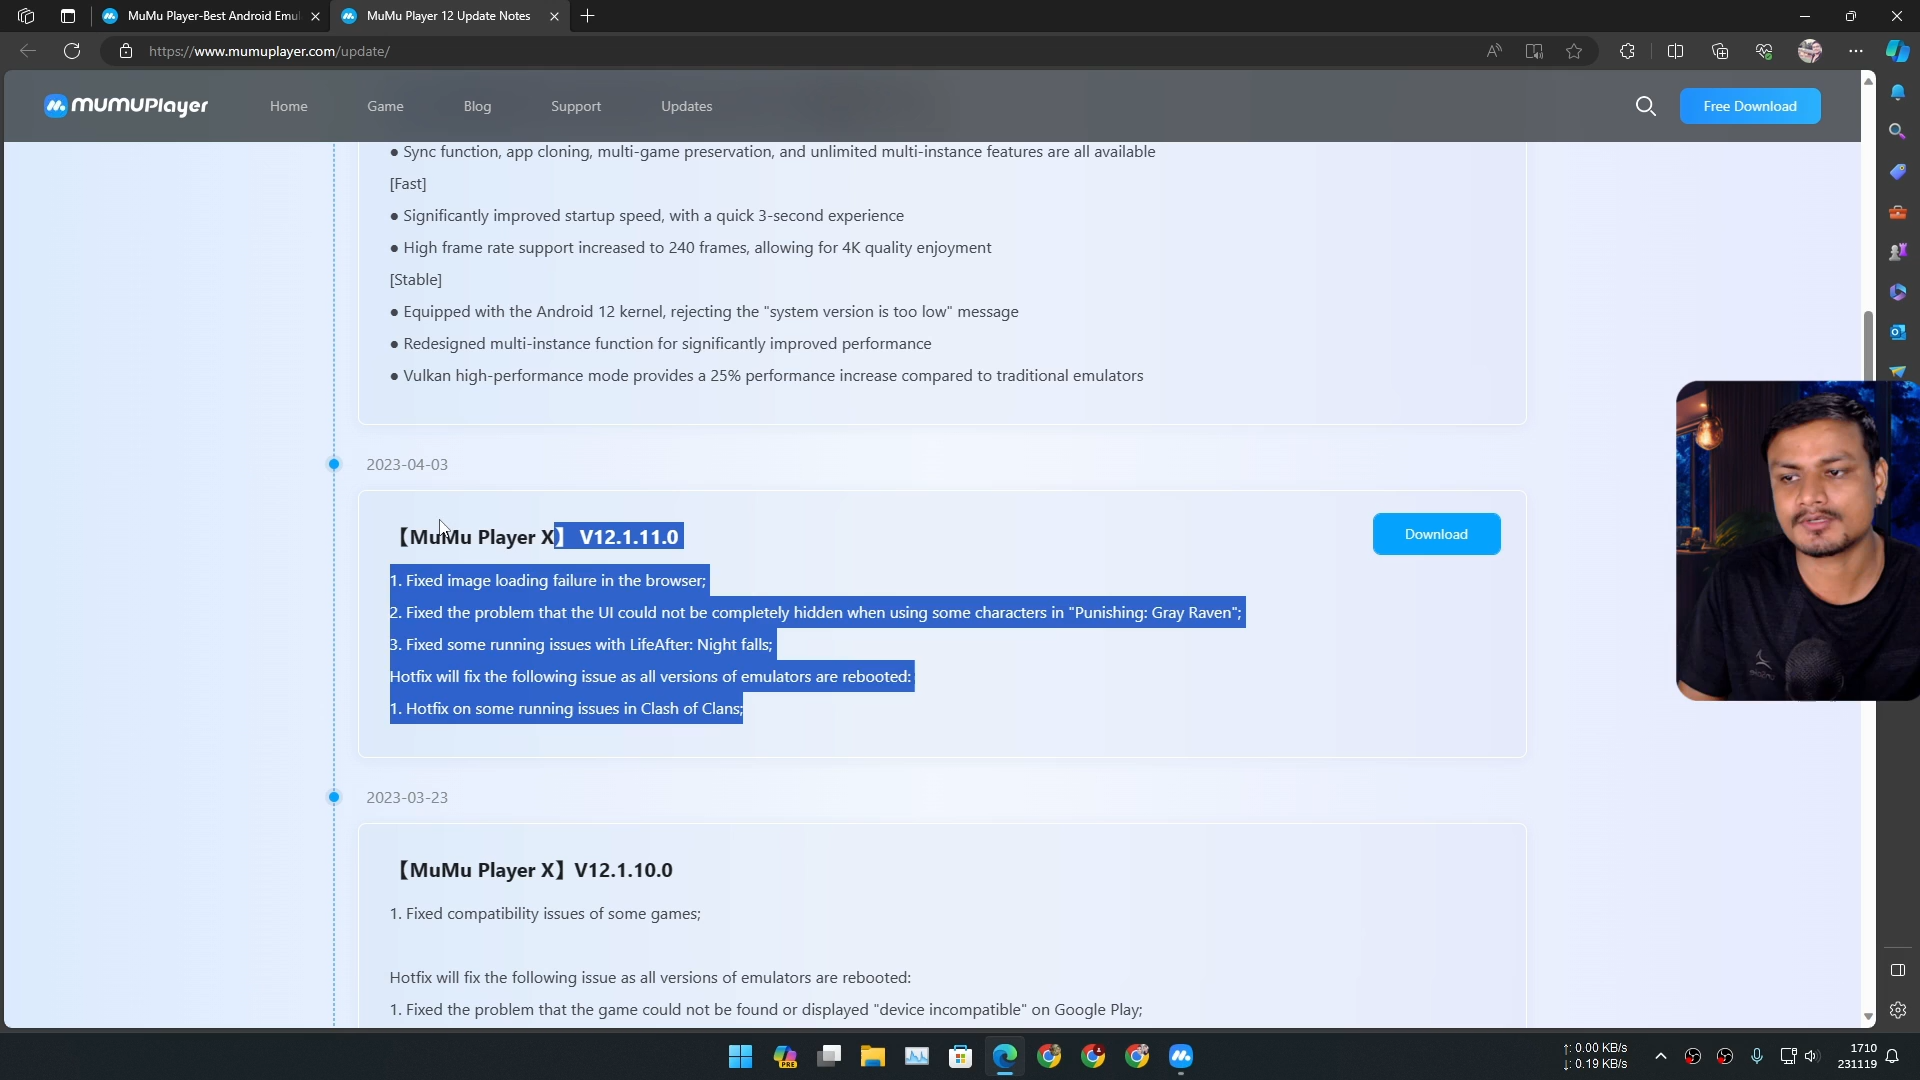 MuMu Player-Best Android Emul
MuMu Player 12 Update Notes
https://www.mumuplayer.com/update/
MUMUPlayer
Home
Game
Blog
Support
Updates
Free Download
● Sync function, app cloning, multi-game preservation, and unlimited multi-instance features are all available
[Fast]
● Significantly improved startup speed, with a quick 3-second experience
● High frame rate support increased to 240 frames, allowing for 4K quality enjoyment
[Stable]
● Equipped with the Android 12 kernel, rejecting the "system version is too low" message
● Redesigned multi-instance function for significantly improved performance
● Vulkan high-performance mode provides a 25% performance increase compared to traditional emulators
2023-04-03
【MuMu Player X】 V12.1.11.0
Download
1. Fixed image loading failure in the browser;
2. Fixed the problem that the UI could not be completely hidden when using some characters in "Punishing: Gray Raven";
3. Fixed some running issues with LifeAfter: Night falls;
Hotfix will fix the following issue as all versions of emulators are rebooted:
1. Hotfix on some running issues in Clash of Clans;
2023-03-23
【MuMu Player X】V12.1.10.0
1. Fixed compatibility issues of some games;
Hotfix will fix the following issue as all versions of emulators are rebooted:
1. Fixed the problem that the game could not be found or displayed "device incompatible" on Google Play;
PRE
↑: 0.00 KB/s
↓: 0.19 KB/s
1710
231119